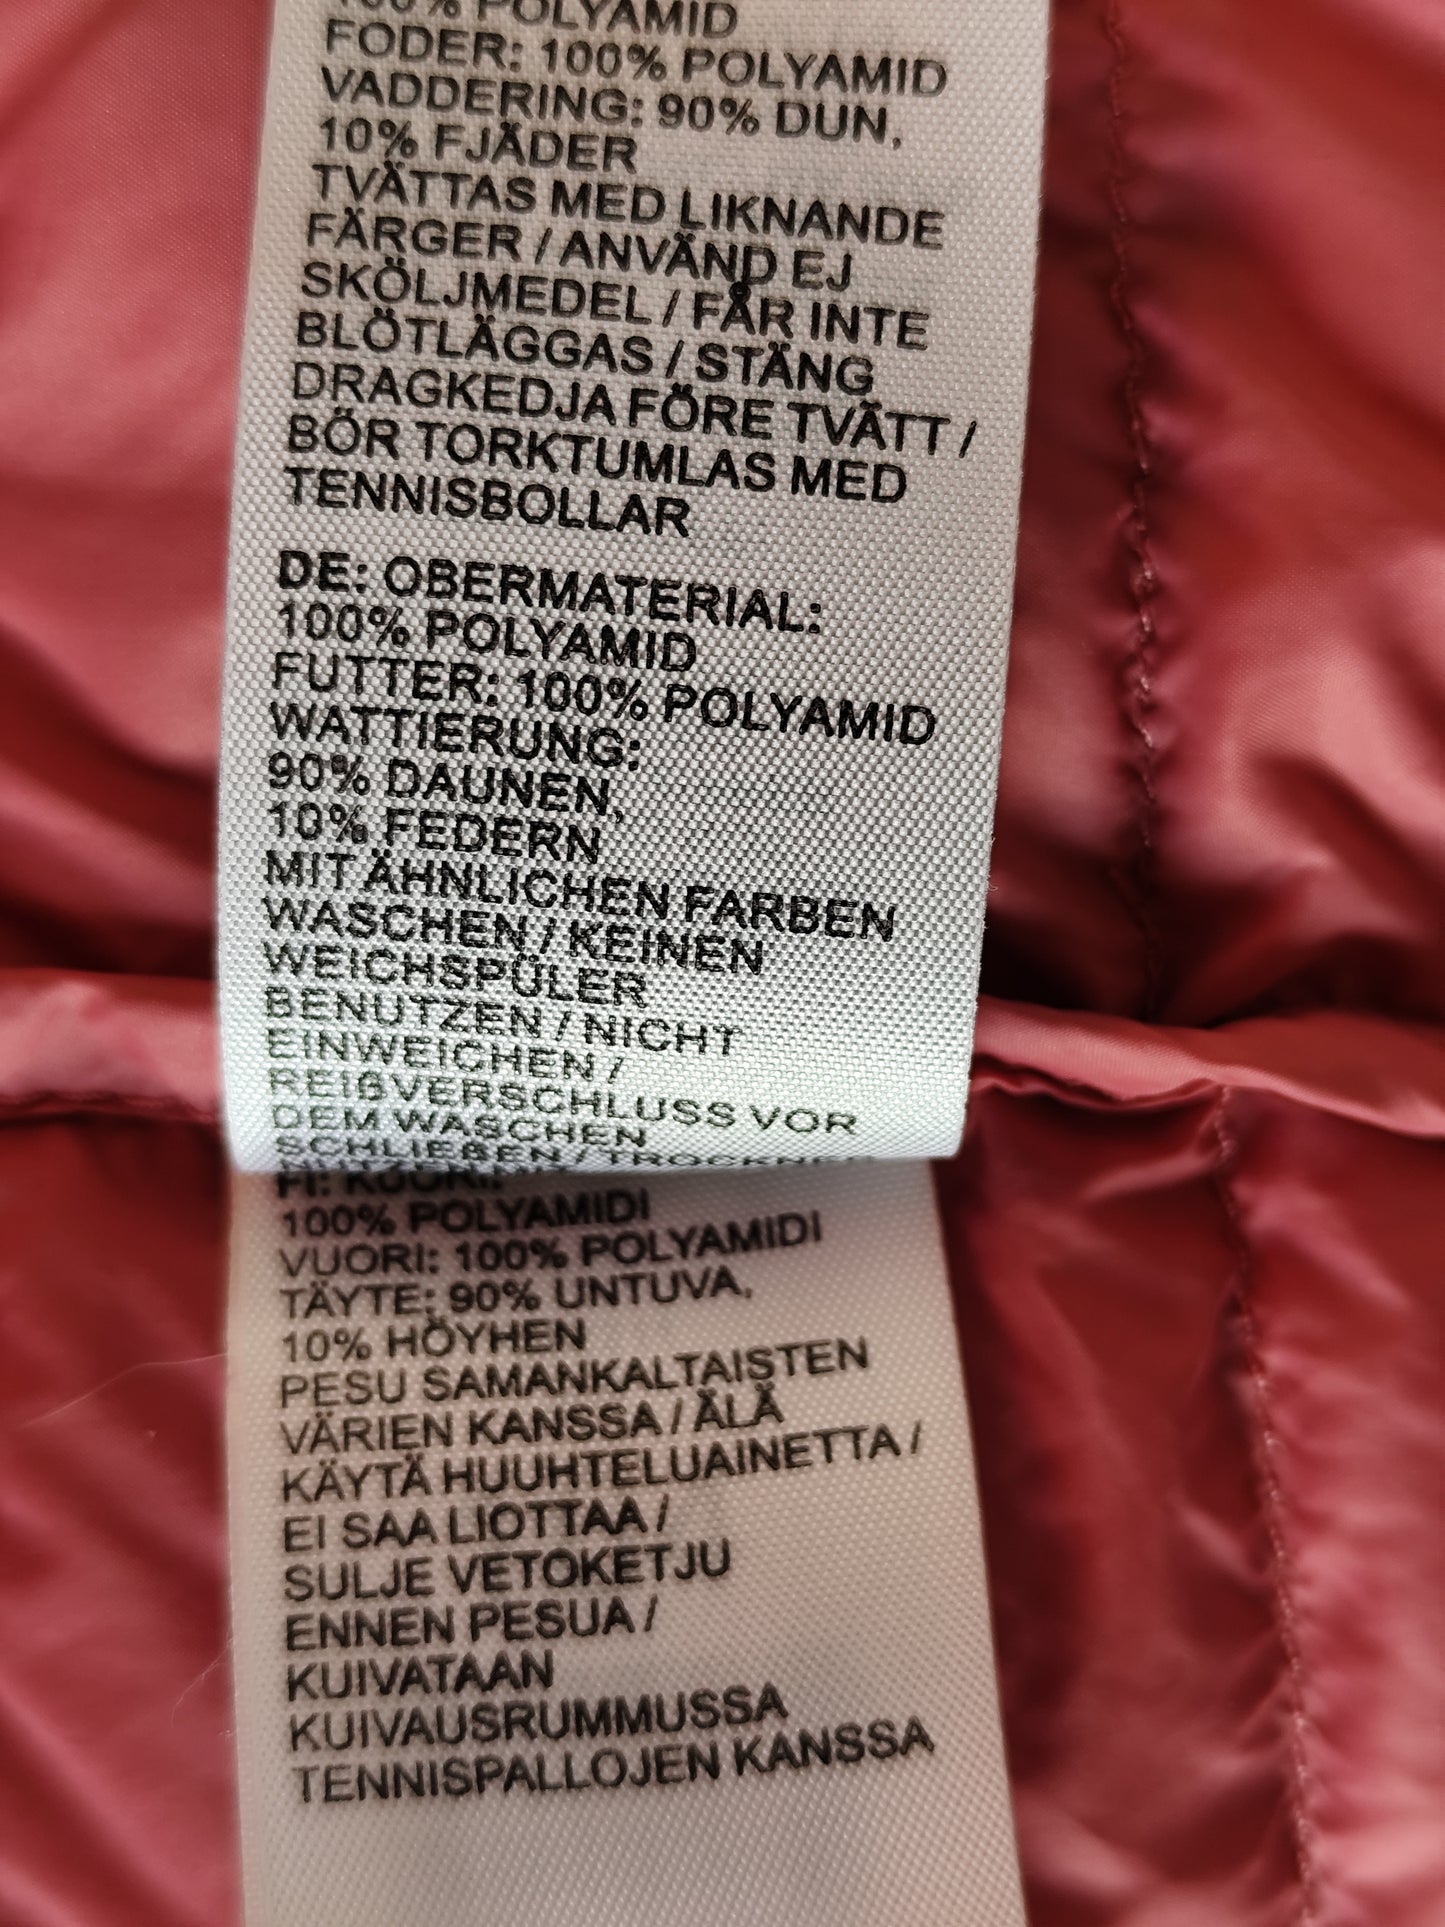 100% POLYAMID
FODER: 100% POLYAMID
VADDERING: 90% DUN,
10% FJÄDER
TVÄTTAS MED LIKNANDE
FÄRGER / ANVÄND EJ
SKÖLJMEDEL / FÅR INTE
BLÖTLÄGGAS / STÄNG
DRAGKEDJA FÖRE TVÄTT /
BÖR TORKTUMLAS MED
TENNISBOLLAR
DE: OBERMATERIAL:
100% POLYAMID
FUTTER: 100% POLYAMID
WATTIERUNG:
90% DAUNEN,
10% FEDERN
MIT ÄHNLICHEN FARBEN
WASCHEN / KEINEN
WEICHSPÜLER
BENUTZEN / NICHT
EINWEICHEN /
REIẞVERSCHLUSS VOR
DEM WASCHEN
SCHLIEẞEN /
FI: KUORI:
100% POLYAMIDI
VUORI: 100% POLYAMIDI
TÄYTE: 90% UNTUVA,
10% HÖYHEN
PESU SAMANKALTAISTEN
VÄRIEN KANSSA / ÄLÄ
KÄYTÄ HUUHTELUAINETTA /
EI SAA LIOTTAA /
SULJE VETOKETJU
ENNEN PESUA /
KUIVATAAN
KUIVAUSRUMMUSSA
TENNISPALLOJEN KANSSA